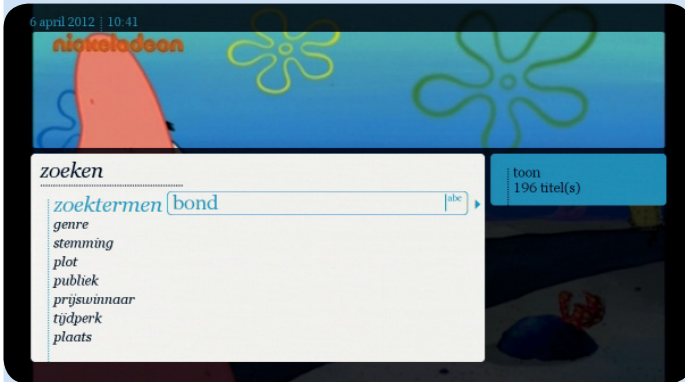 6 april 2012 | 10:41
nickelodeon
zoeken
zoektermen bond abc
genre
stemming
plot
publiek
prijswinnaar
tijdperk
plaats
toon
196 titel(s)